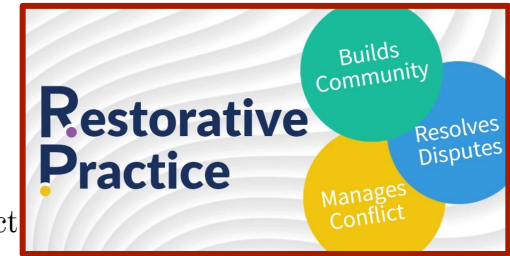 Restorative
Practice
Builds
Community
Resolves
Disputes
Manages
Conflict